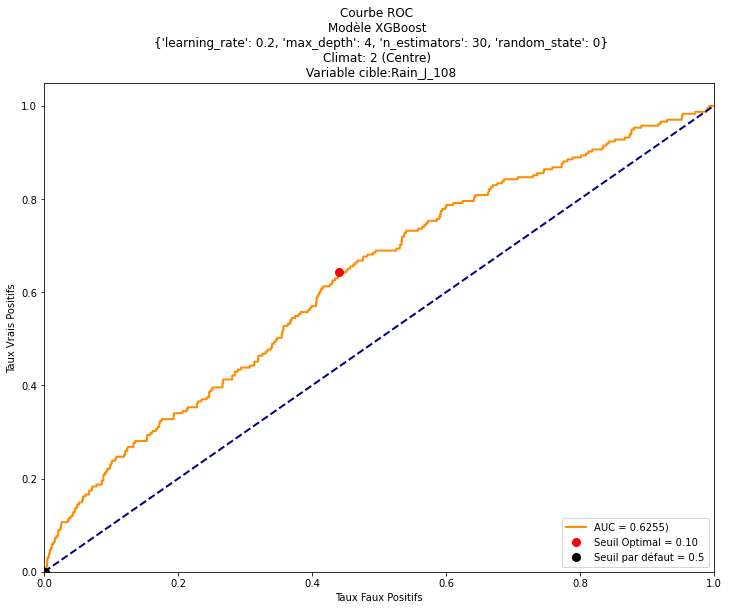 Courbe ROC
Modèle XGBoost
{'learning_rate': 0.2, 'max_depth': 4, 'n_estimators': 30, 'random_state': 0}
Climat: 2 (Centre)
Variable cible:Rain_J_108
1.0
0.8
0.6
0.4
0.2
0.0
Taux Vrais Positifs
AUC = 0.6255)
Seuil Optimal = 0.10
Seuil par défaut = 0.5
0.0 0.2 0.4 0.6 0.8 1.0
Taux Faux Positifs